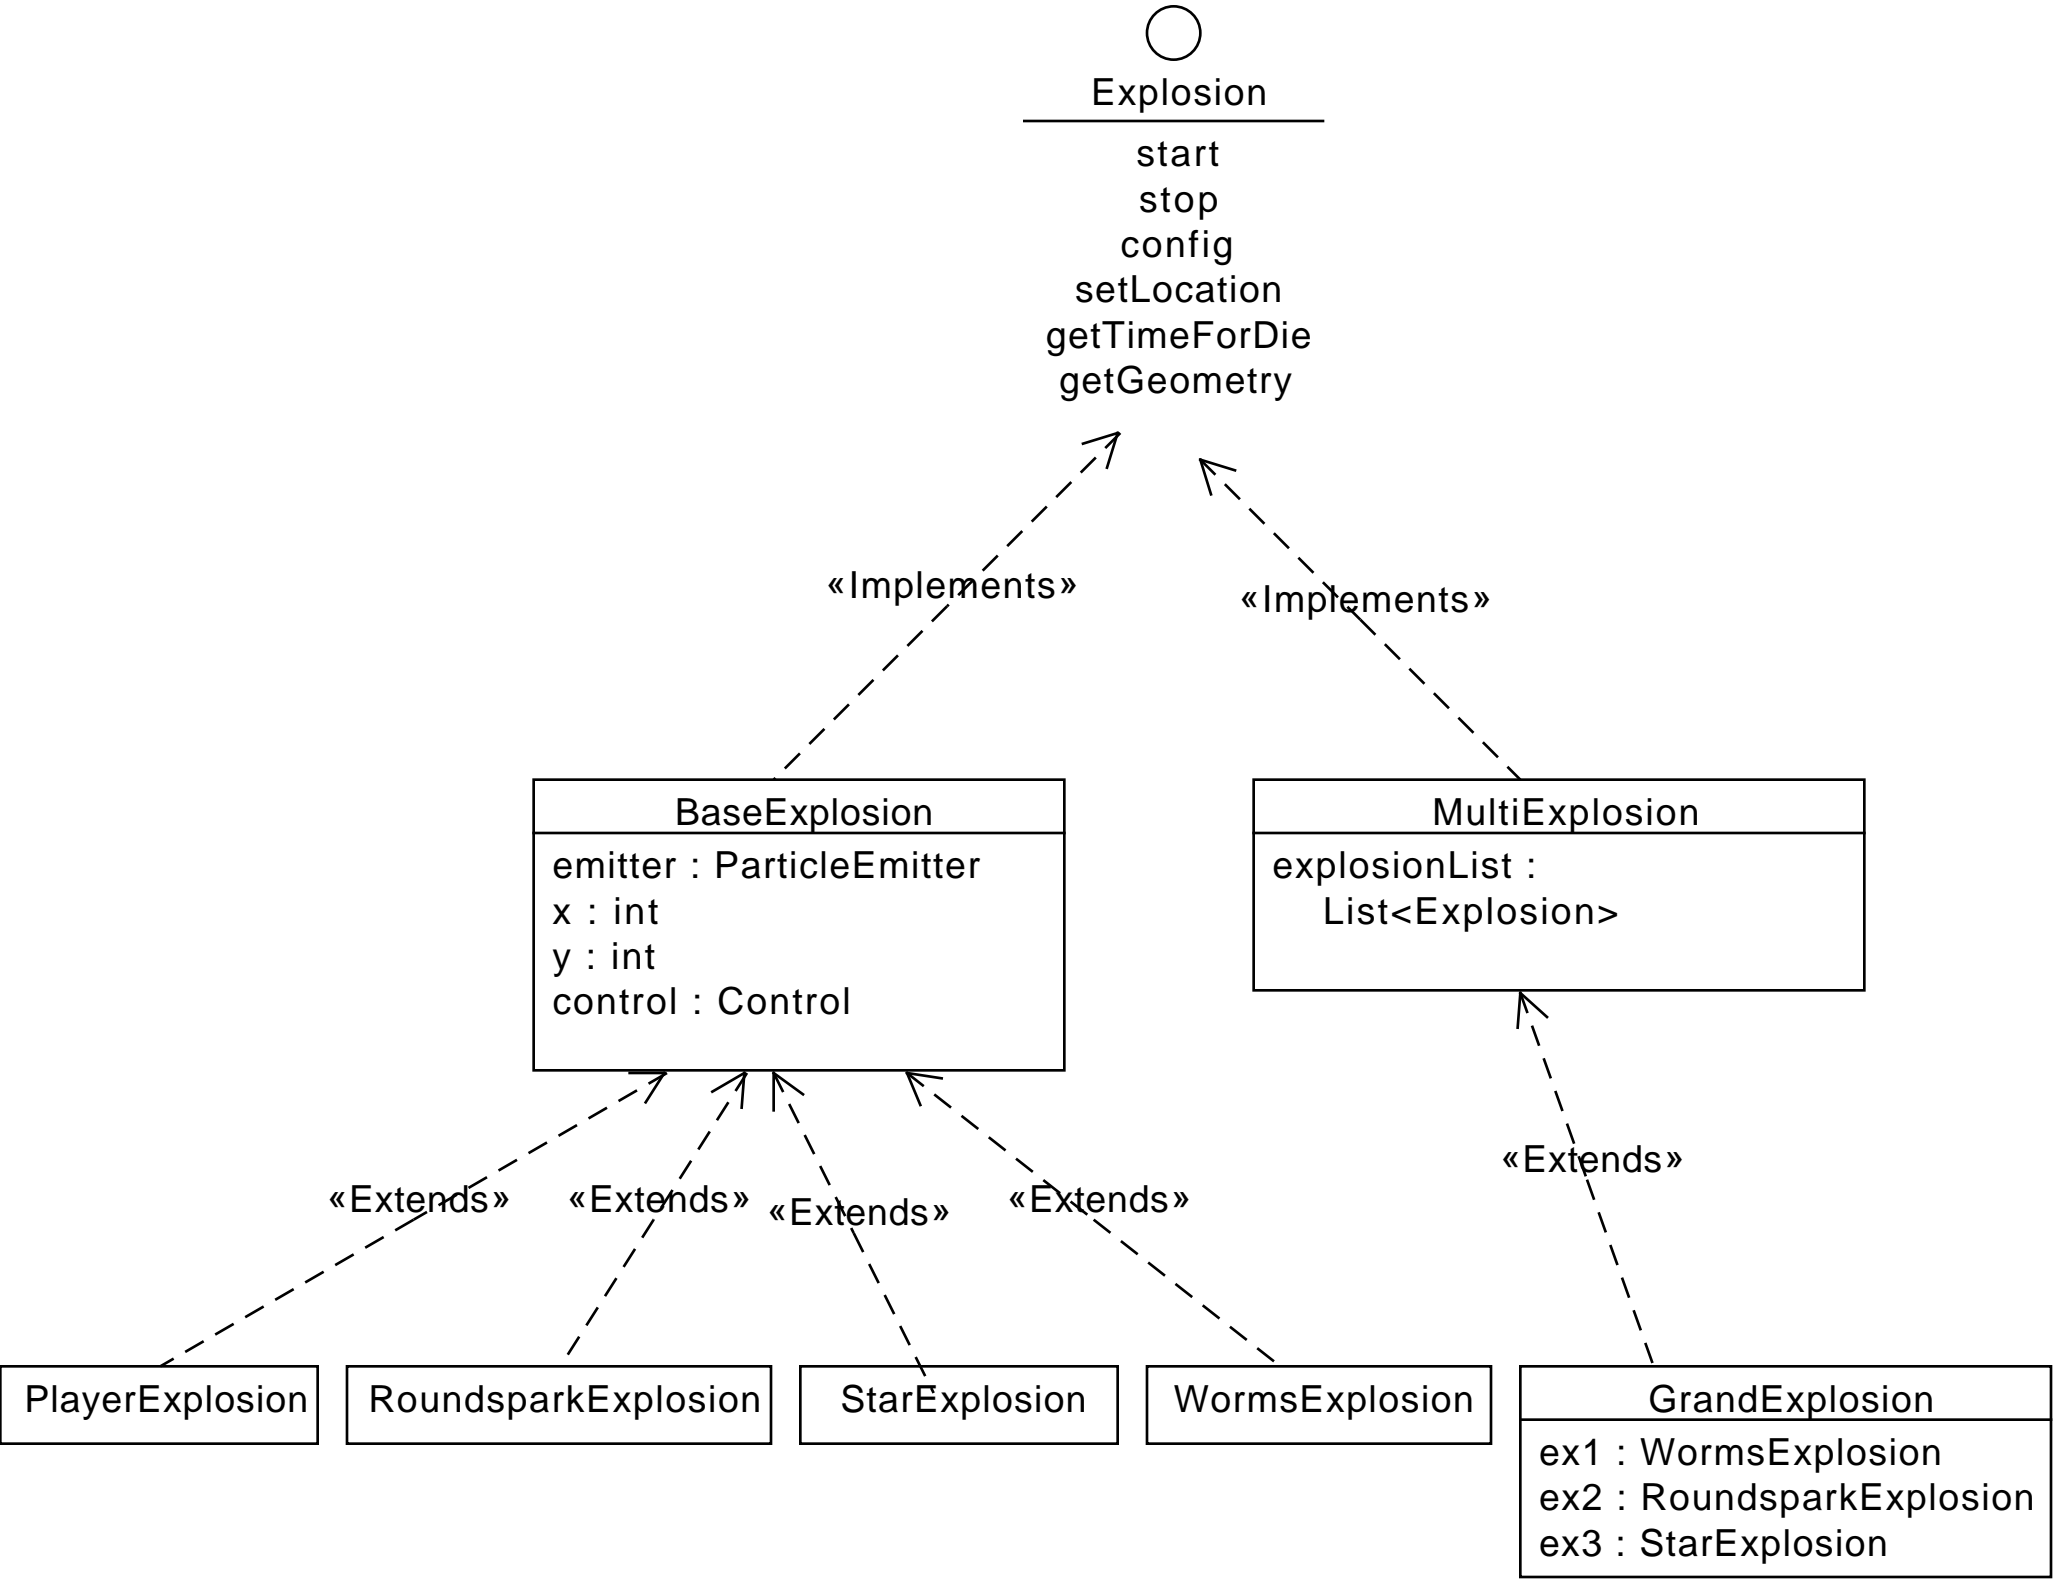 Explosion
start
stop
config
setLocation
getTimeForDie
getGeometry
«Implements»
«Implements»
BaseExplosion
emitter : ParticleEmitter
x : int
y : int
control : Control
MultiExplosion
explosionList :
List<Explosion>
«Extends»
«Extends»
«Extends»
«Extends»
«Extends»
PlayerExplosion
RoundsparkExplosion
StarExplosion
WormsExplosion
GrandExplosion
ex1 : WormsExplosion
ex2 : RoundsparkExplosion
ex3 : StarExplosion